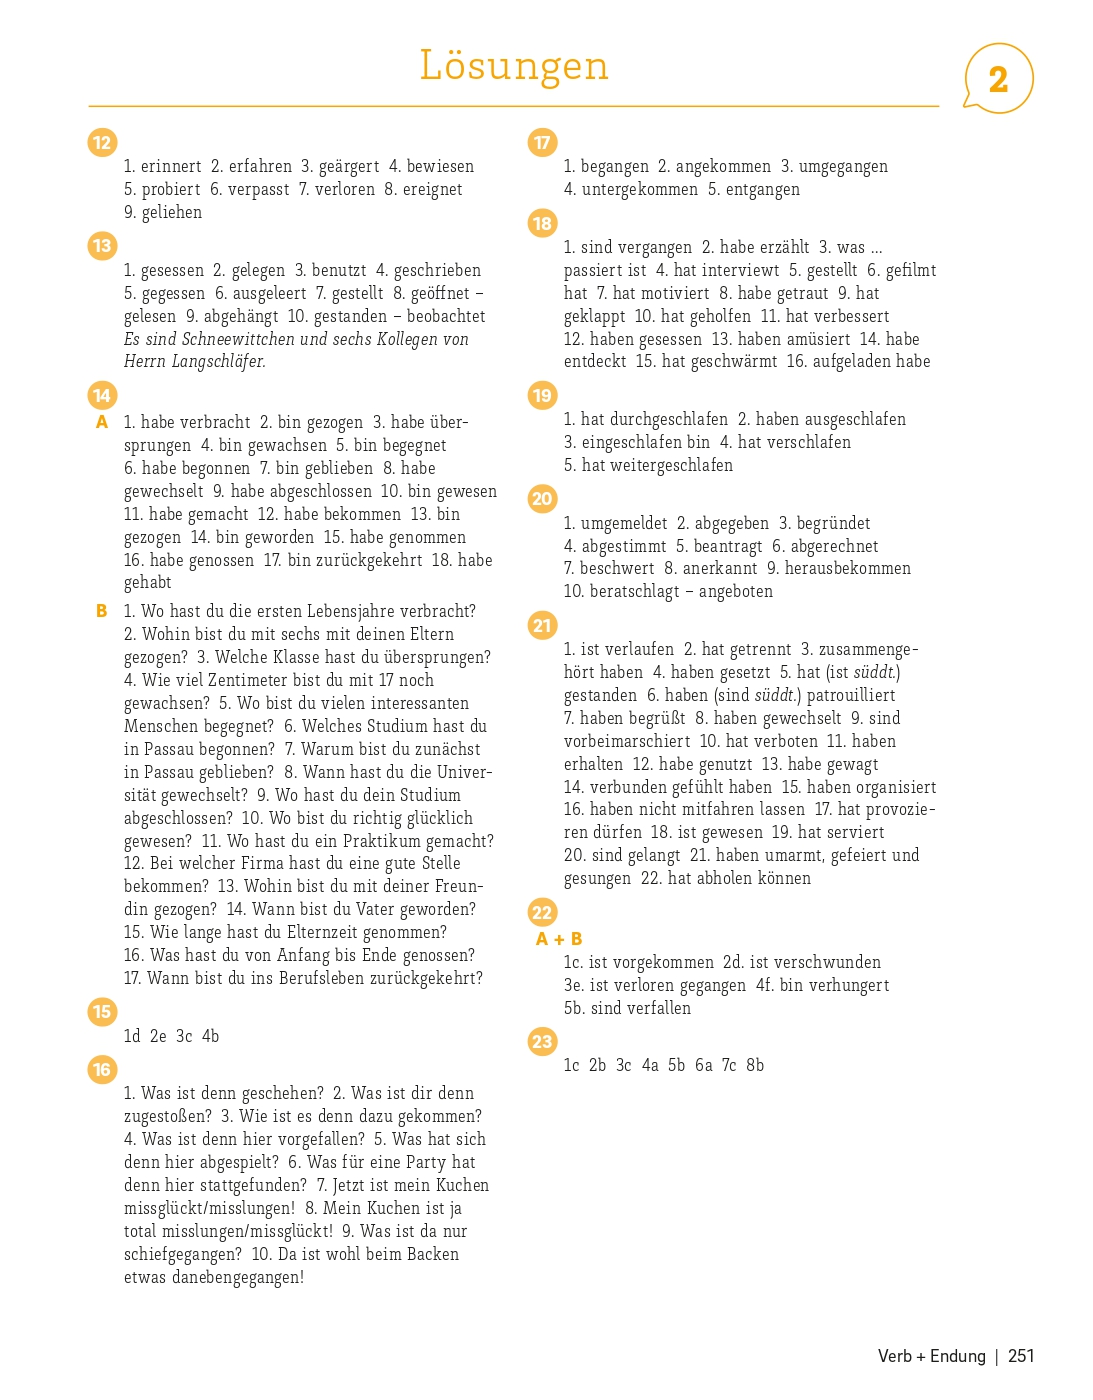 Lösungen
2
12
1. erinnert 2. erfahren 3. geärgert 4. bewiesen
5. probiert 6. verpasst 7. verloren 8. ereignet
9. geliehen
13
1. gesessen 2. gelegen 3. benutzt 4. geschrieben
5. gegessen 6. ausgeleert 7. gestellt 8. geöffnet –
gelesen 9. abgehängt 10. gestanden – beobachtet
Es sind Schneewittchen und sechs Kollegen von
Herrn Langschläfer.
14
A 1. habe verbracht 2. bin gezogen 3. habe über-
sprungen 4. bin gewachsen 5. bin begegnet
6. habe begonnen 7. bin geblieben 8. habe
gewechselt 9. habe abgeschlossen 10. bin gewesen
11. habe gemacht 12. habe bekommen 13. bin
gezogen 14. bin geworden 15. habe genommen
16. habe genossen 17. bin zurückgekehrt 18. habe
gehabt
B 1. Wo hast du die ersten Lebensjahre verbracht?
2. Wohin bist du mit sechs mit deinen Eltern
gezogen? 3. Welche Klasse hast du übersprungen?
4. Wie viel Zentimeter bist du mit 17 noch
gewachsen? 5. Wo bist du vielen interessanten
Menschen begegnet? 6. Welches Studium hast du
in Passau begonnen? 7. Warum bist du zunächst
in Passau geblieben? 8. Wann hast du die Univer-
sität gewechselt? 9. Wo hast du dein Studium
abgeschlossen? 10. Wo bist du richtig glücklich
gewesen? 11. Wo hast du ein Praktikum gemacht?
12. Bei welcher Firma hast du eine gute Stelle
bekommen? 13. Wohin bist du mit deiner Freun-
din gezogen? 14. Wann bist du Vater geworden?
15. Wie lange hast du Elternzeit genommen?
16. Was hast du von Anfang bis Ende genossen?
17. Wann bist du ins Berufsleben zurückgekehrt?
15
1d 2e 3c 4b
16
1. Was ist denn geschehen? 2. Was ist dir denn
zugestoßen? 3. Wie ist es denn dazu gekommen?
4. Was ist denn hier vorgefallen? 5. Was hat sich
denn hier abgespielt? 6. Was für eine Party hat
denn hier stattgefunden? 7. Jetzt ist mein Kuchen
missglückt/misslungen! 8. Mein Kuchen ist ja
total misslungen/missglückt! 9. Was ist da nur
schiefgegangen? 10. Da ist wohl beim Backen
etwas danebengegangen!
17
1. begangen 2. angekommen 3. umgegangen
4. untergekommen 5. entgangen
18
1. sind vergangen 2. habe erzählt 3. was ...
passiert ist 4. hat interviewt 5. gestellt 6. gefilmt
hat 7. hat motiviert 8. habe getraut 9. hat
geklappt 10. hat geholfen 11. hat verbessert
12. haben gesessen 13. haben amüsiert 14. habe
entdeckt 15. hat geschwärmt 16. aufgeladen habe
19
1. hat durchgeschlafen 2. haben ausgeschlafen
3. eingeschlafen bin 4. hat verschlafen
5. hat weitergeschlafen
20
1. umgemeldet 2. abgegeben 3. begründet
4. abgestimmt 5. beantragt 6. abgerechnet
7. beschwert 8. anerkannt 9. herausbekommen
10. beratschlagt – angeboten
21
1. ist verlaufen 2. hat getrennt 3. zusammenge-
hört haben 4. haben gesetzt 5. hat (ist süddt.)
gestanden 6. haben (sind süddt.) patrouilliert
7. haben begrüßt 8. haben gewechselt 9. sind
vorbeimarschiert 10. hat verboten 11. haben
erhalten 12. habe genutzt 13. habe gewagt
14. verbunden gefühlt haben 15. haben organisiert
16. haben nicht mitfahren lassen 17. hat provozie-
ren dürfen 18. ist gewesen 19. hat serviert
20. sind gelangt 21. haben umarmt, gefeiert und
gesungen 22. hat abholen können
22
A + B
1c. ist vorgekommen 2d. ist verschwunden
3e. ist verloren gegangen 4f. bin verhungert
5b. sind verfallen
23
1c 2b 3c 4a 5b 6a 7c 8b
Verb + Endung | 251